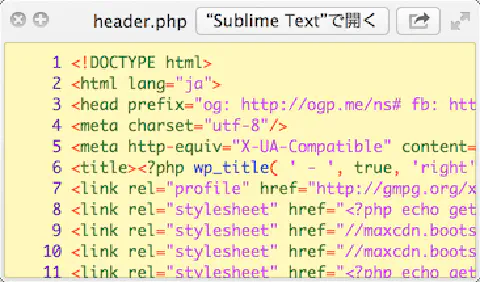 header.php "Sublime Text"で開く
1 <!DOCTYPE html>
2 <html lang="ja">
3 <head prefix="og: http://ogp.me/ns# fb: htt
4 <meta charset="utf-8"/>
5 <meta http-equiv="X-UA-Compatible" content=
6 <title><?php wp_title( ' - ', true, 'right'
7 <link rel="profile" href="http://gmpg.org/x
8 <link rel="stylesheet" href="<?php echo get
9 <link rel="stylesheet" href="//maxcdn.boots
10 <link rel="stylesheet" href="//maxcdn.boots
11 <link rel="stylesheet" href="<?php echo get